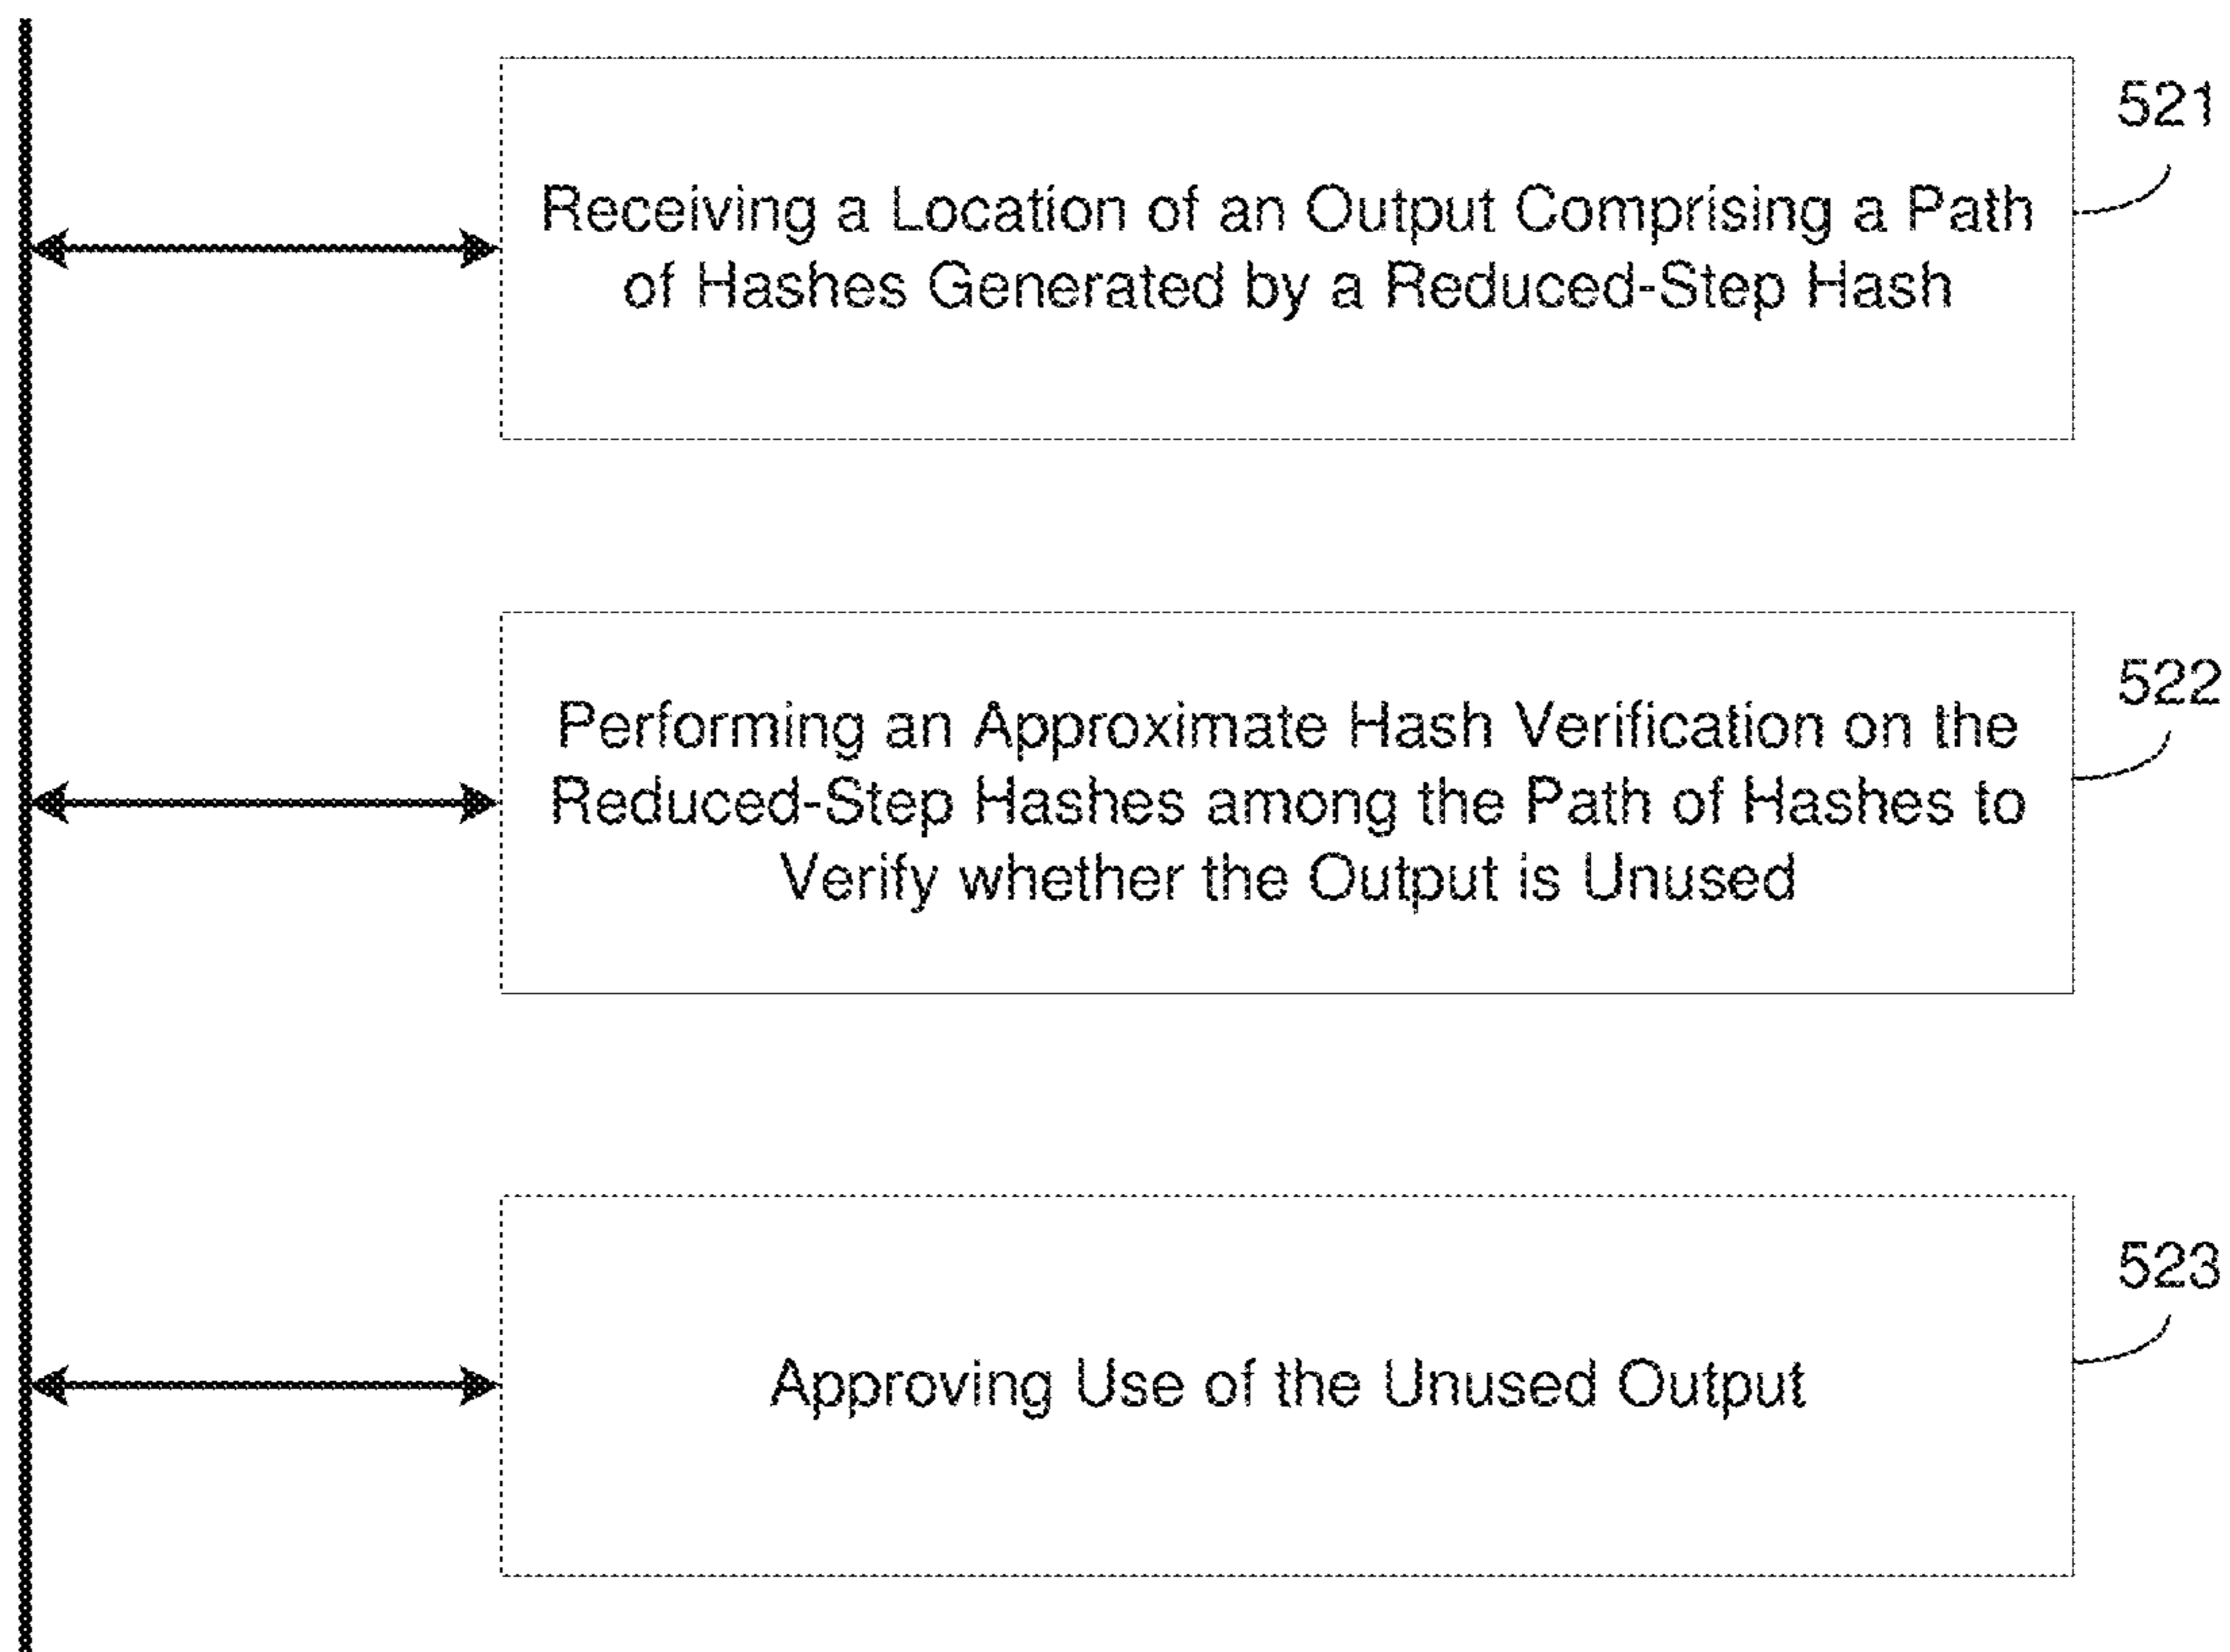 521
Receiving a Location of an Output Comprising a Path
of Hashes Generated by a Reduced-Step Hash
522
Performing an Approximate Hash Verification on the
Reduced-Step Hashes among the Path of Hashes to
Verify whether the Output is Unused
523
Approving Use of the Unused Output